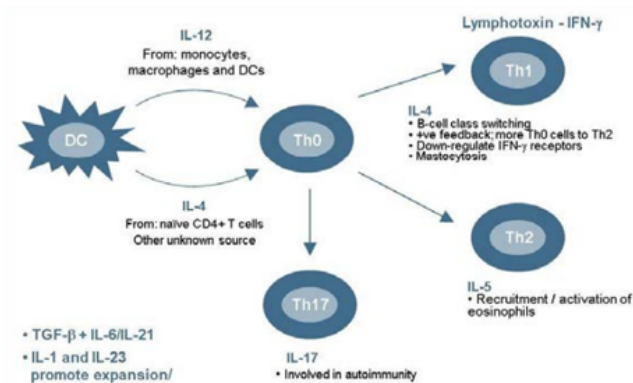 Lymphotoxin - IFN-γ
IL-12
From: monocytes,
macrophages and DCs
Th1
DC
Th0
IL-4
• B-cell class switching
• +ve feedback; more Th0 cells to Th2
• Down-regulate IFN-γ receptors
• Mastocytosis
IL-4
From: naïve CD4+ T cells
Other unknown source
Th2
IL-5
• Recruitment / activation of
eosinophils
Th17
• TGF-β + IL-6/IL-21
• IL-1 and IL-23
promote expansion/
IL-17
• Involved in autoimmunity